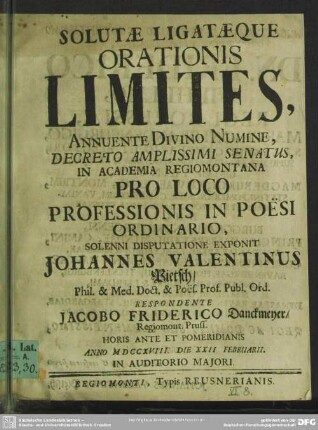 SOLUTÆ LIGATÆQUE
ORATIONIS
LIMITES,
ANNUENTE DIVINO NUMINE,
DECRETO AMPLISSIMI SENATUS,
IN ACADEMIA REGIOMONTANA
PRO LOCO
PROFESSIONIS IN POËSI
ORDINARIO,
SOLENNI DISPUTATIONE EXPONIT
JOHANNES VALENTINUS
Pietsch/
Phil. & Med. Doct. & Poës. Prof. Publ. Ord.
RESPONDENTE
JACOBO FRIDERICO Danckmeyer/
Regiomont. Pruss.
HORIS ANTE ET POMERIDIANIS
ANNO MDCCXVIII. DIE XXII FEBRUARII.
IN AUDITORIO MAJORI.
REGIOMONTI, Typis REUSNERIANIS.